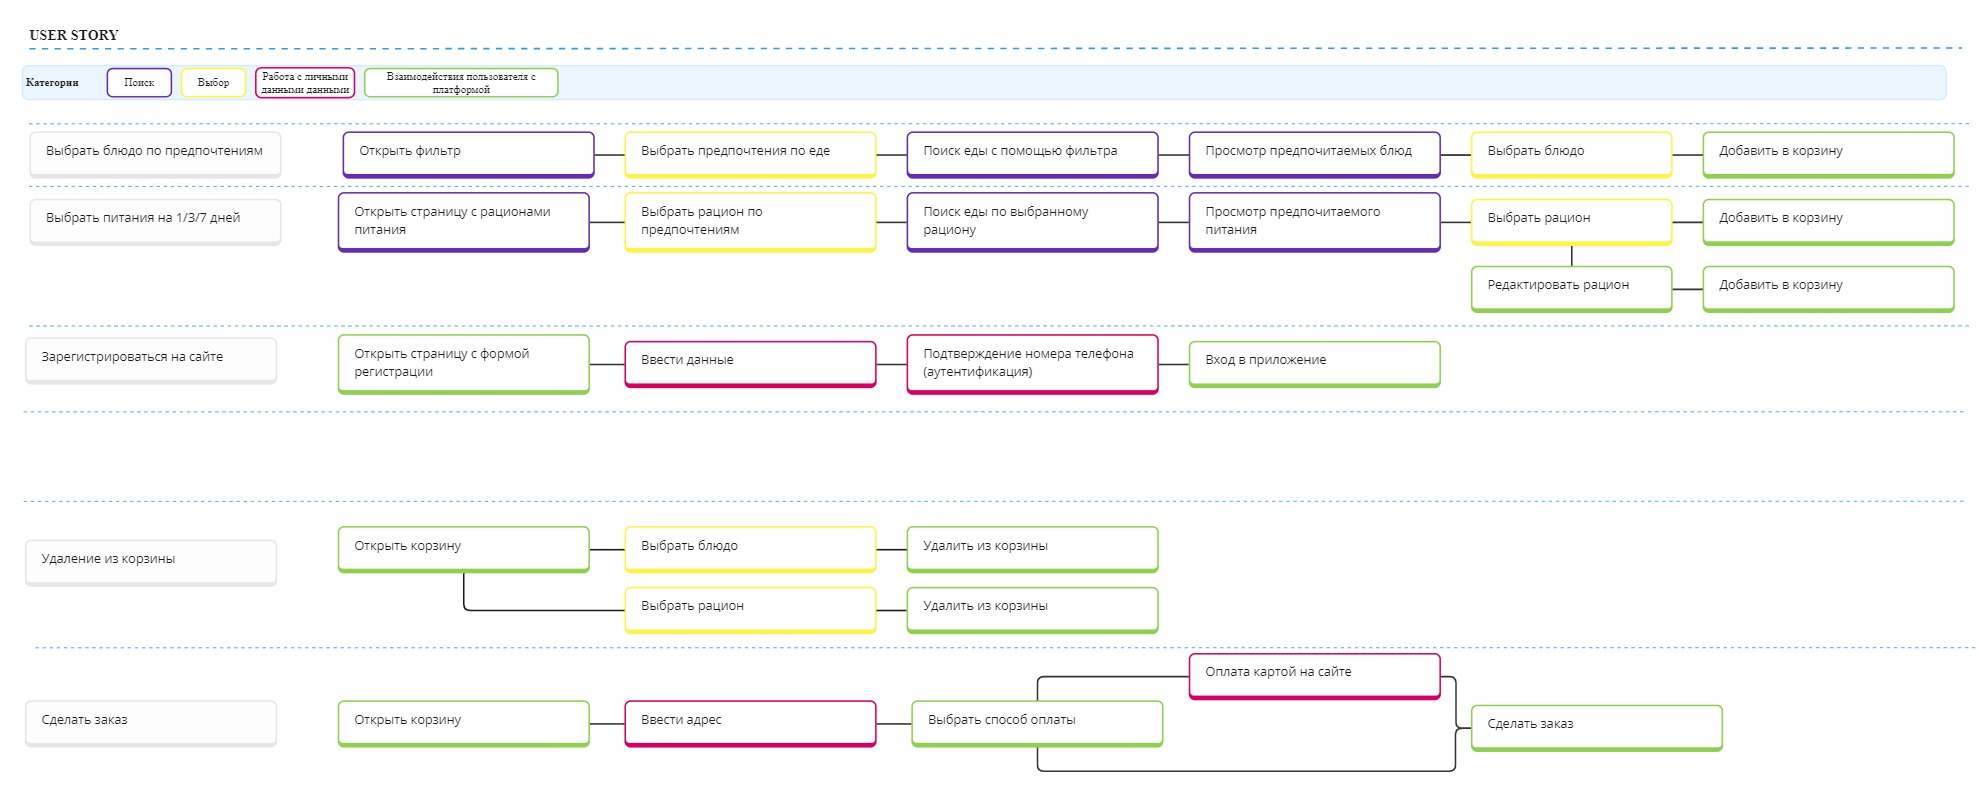 USER STORY
Категории
Поиск
Выбор
Работа с личными
данными данными
Взаимодействия пользователя с
платформой
Выбрать блюдо по предпочтениям
Открыть фильтр
Выбрать предпочтения по еде
Поиск еды с помощью фильтра
Просмотр предпочитаемых блюд
Выбрать блюдо
Добавить в корзину
Выбрать питания на 1/3/7 дней
Открыть страницу с рационами
питания
Выбрать рацион по
предпочтениям
Поиск еды по выбранному
рациону
Просмотр предпочитаемого
питания
Выбрать рацион
Добавить в корзину
Редактировать рацион
Добавить в корзину
Зарегистрироваться на сайте
Открыть страницу с формой
регистрации
Ввести данные
Подтверждение номера телефона
(аутентификация)
Вход в приложение
Удаление из корзины
Открыть корзину
Выбрать блюдо
Удалить из корзины
Выбрать рацион
Удалить из корзины
Сделать заказ
Открыть корзину
Ввести адрес
Выбрать способ оплаты
Оплата картой на сайте
Сделать заказ